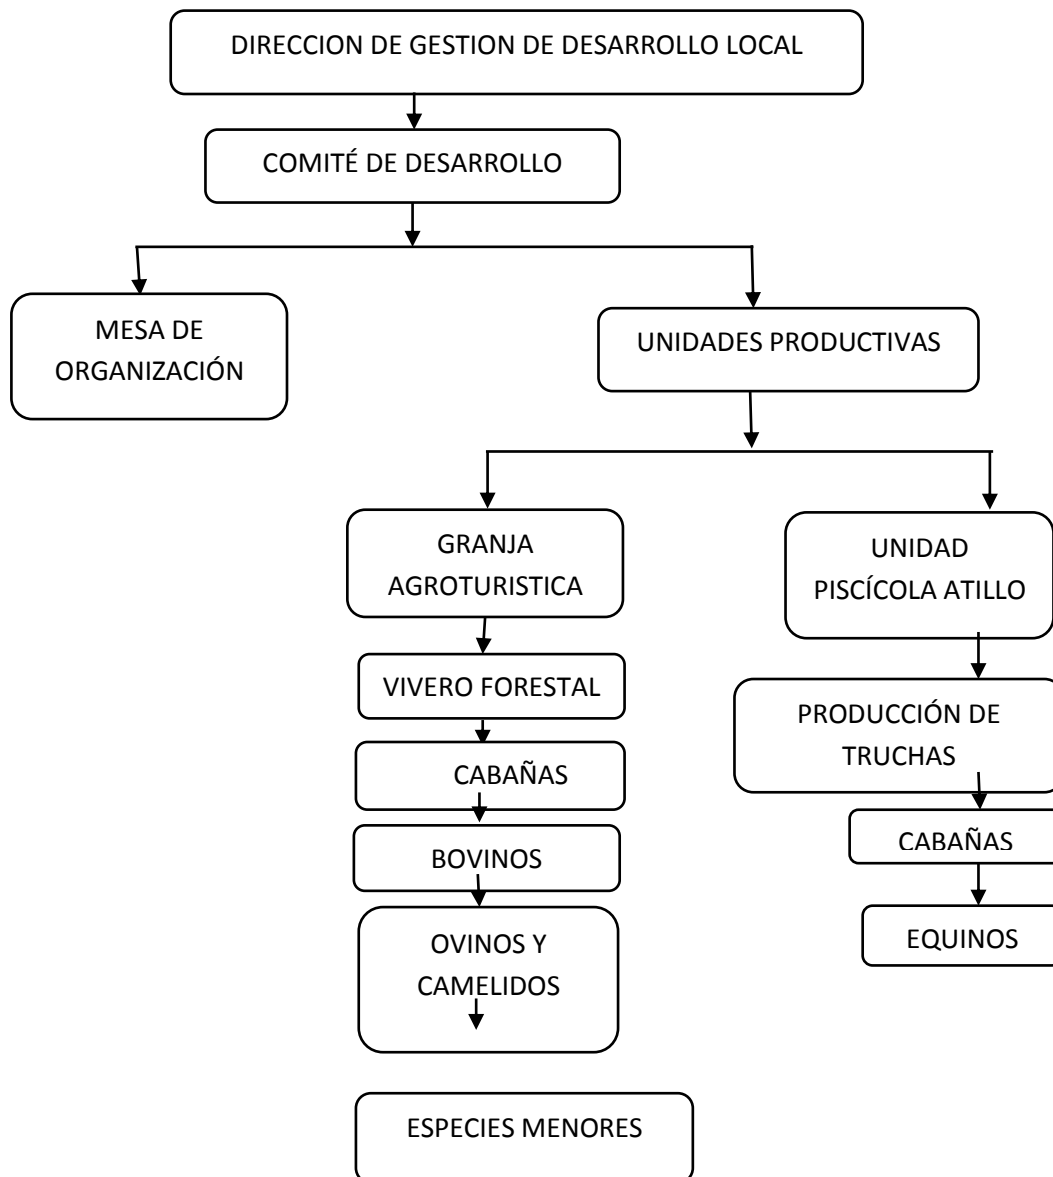 DIRECCION DE GESTION DE DESARROLLO LOCAL
COMITÉ DE DESARROLLO
MESA DE
ORGANIZACIÓN
UNIDADES PRODUCTIVAS
GRANJA
AGROTURISTICA
UNIDAD
PISCÍCOLA ATILLO
VIVERO FORESTAL
PRODUCCIÓN DE
TRUCHAS
CABAÑAS
CABAÑAS
BOVINOS
EQUINOS
OVINOS Y
CAMELIDOS
ESPECIES MENORES